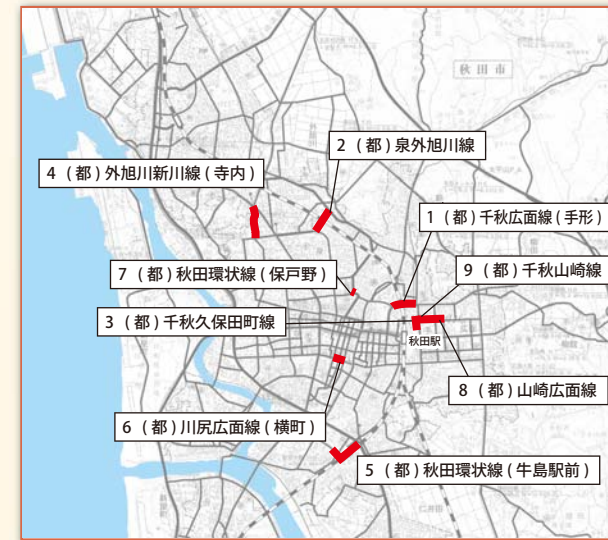 秋田市
2 (都)泉外旭川線
4 (都)外旭川新川線(寺内)
1 (都)千秋広面線(手形)
7 (都)秋田環状線(保戸野)
9 (都)千秋山崎線
3 (都)千秋久保田町線
秋田駅
8 (都)山崎広面線
6 (都)川尻広面線(横町)
5 (都)秋田環状線(牛島駅前)